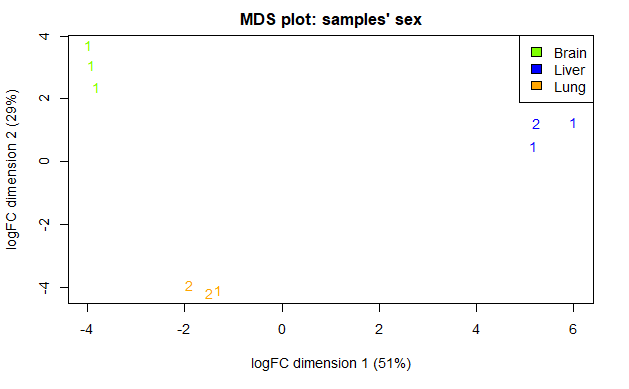 MDS plot: samples' sex
logFC dimension 2 (29%)
4
2
0
-2
-4
1
1
1
Brain
Liver
Lung
2 1
1
2 2 1
-4 -2 0 2 4 6
logFC dimension 1 (51%)